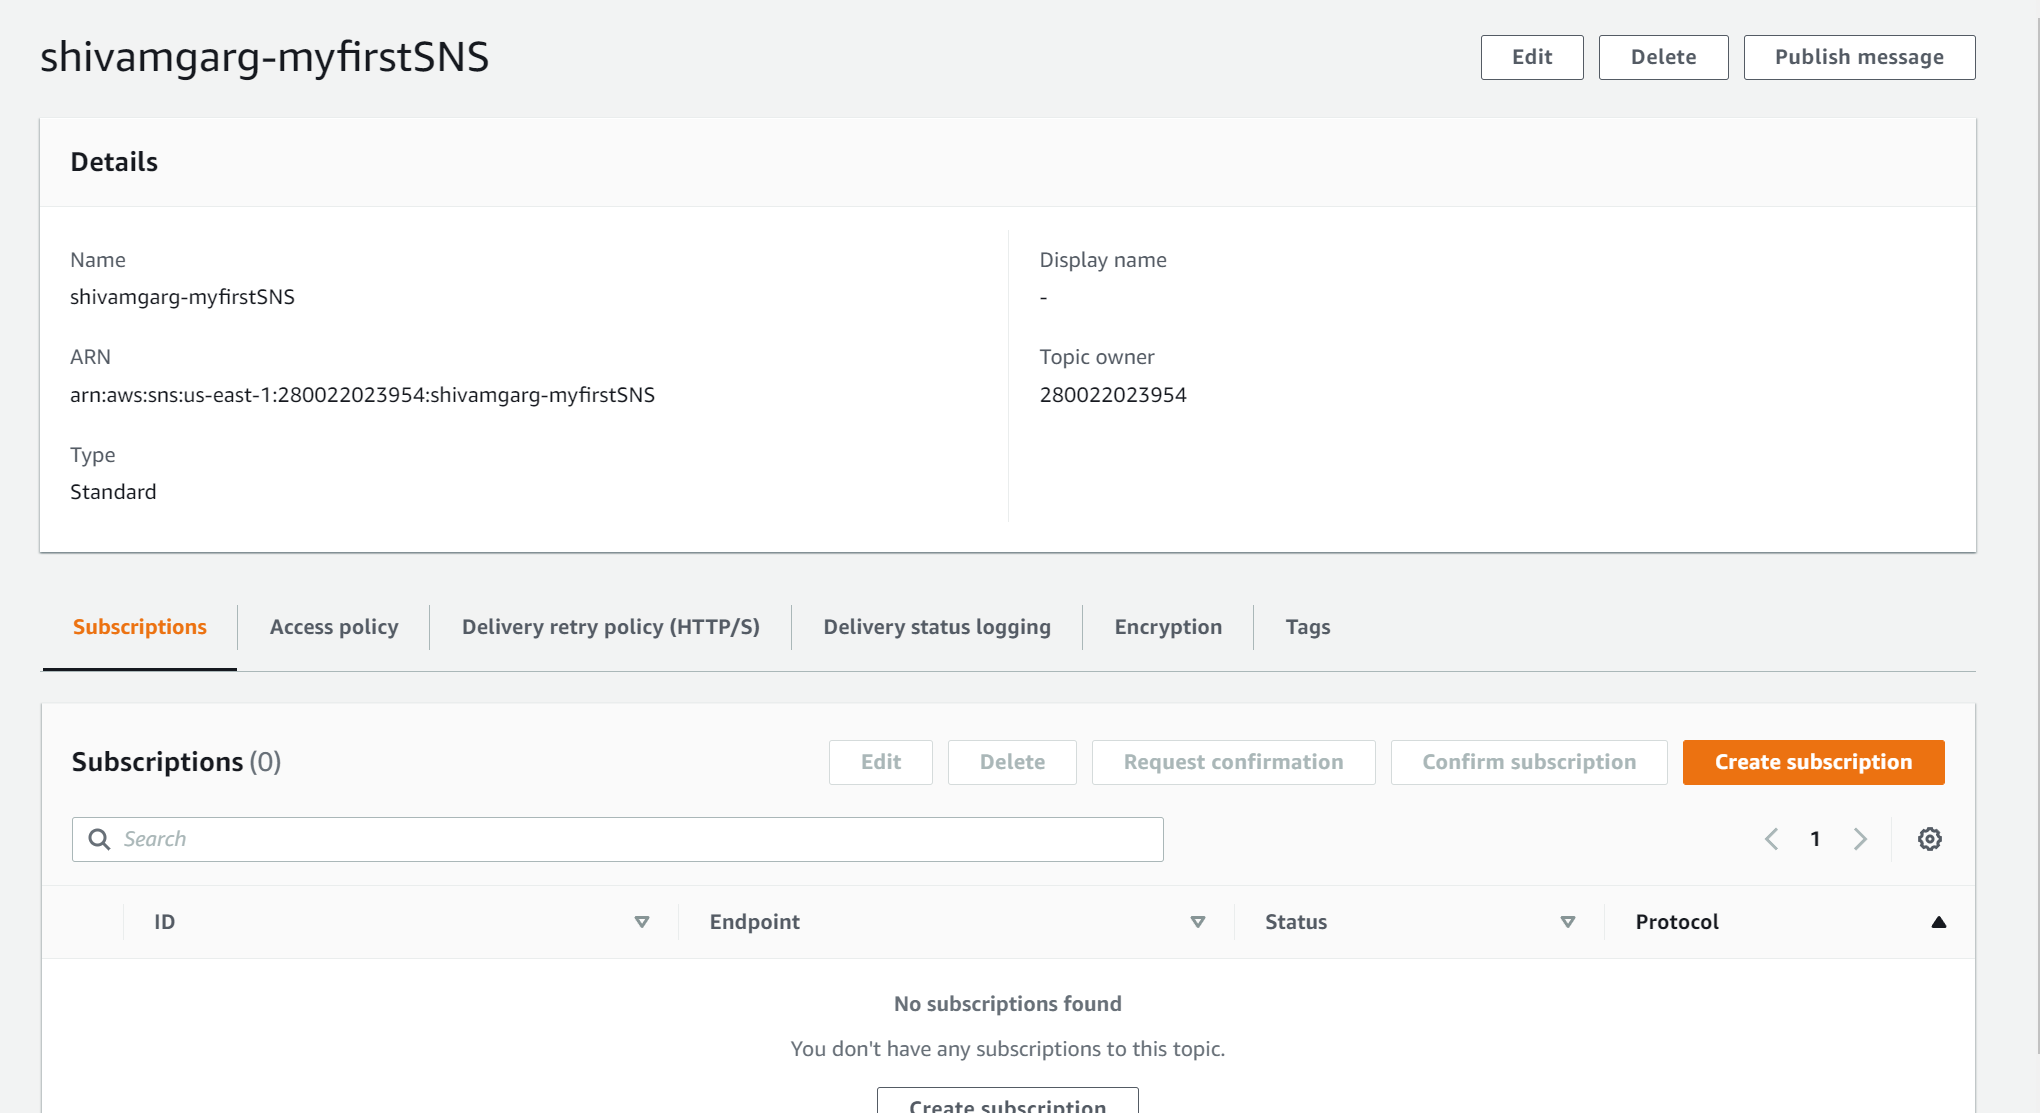 shivamgarg-myfirstSNS
Edit
Delete
Publish message
Details
Name
shivamgarg-myfirstSNS
Display name
-
ARN
arn:aws:sns:us-east-1:280022023954:shivamgarg-myfirstSNS
Topic owner
280022023954
Type
Standard
Subscriptions
Access policy
Delivery retry policy (HTTP/S)
Delivery status logging
Encryption
Tags
Subscriptions (0)
Edit
Delete
Request confirmation
Confirm subscription
Create subscription
Search
1
ID
Endpoint
Status
Protocol
No subscriptions found
You don't have any subscriptions to this topic.
Create subscription